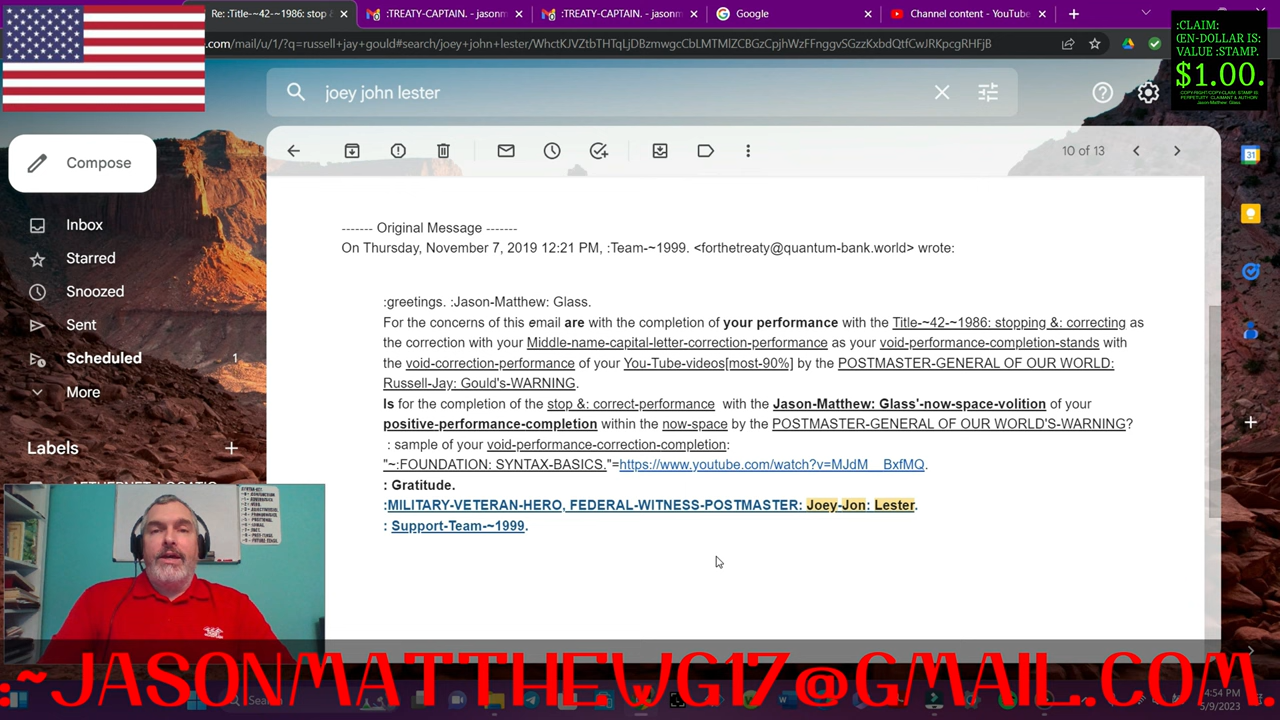 Re: :Title-~42-~1986: stop &
:TREATY-CAPTAIN. - jasonm
:TREATY-CAPTAIN. - jasonm
Google
Channel content - YouTube
.com/mail/u/1/?q=russell jay gould#search/joey+john+lester/WhctKJVZtbTHTqLjDBzmwgcCbLMTMlZCBGzCpjhWzFFnggvSGzzKxbdQtfCwJRKpcgRHFjB
:CLAIM:
VALUE :STAMP.
$1.00.
joey john lester
Compose
10 of 13
Inbox
Starred
Snoozed
Sent
Scheduled 1
More
Labels
------- Original Message -------
On Thursday, November 7, 2019 12:21 PM, :Team-~1999. <forthetreaty@quantum-bank.world> wrote:
:greetings. :Jason-Matthew: Glass.
For the concerns of this email are with the completion of your performance with the Title-~42-~1986: stopping &: correcting as
the correction with your Middle-name-capital-letter-correction-performance as your void-performance-completion-stands with
the void-correction-performance of your You-Tube-videos[most-90%] by the POSTMASTER-GENERAL OF OUR WORLD:
Russell-Jay: Gould's-WARNING.
Is for the completion of the stop &: correct-performance with the Jason-Matthew: Glass'-now-space-volition of your
positive-performance-completion within the now-space by the POSTMASTER-GENERAL OF OUR WORLD'S-WARNING?
: sample of your void-performance-correction-completion:
"~:FOUNDATION: SYNTAX-BASICS."=https://www.youtube.com/watch?v=MJdM__BxfMQ.
: Gratitude.
:MILITARY-VETERAN-HERO, FEDERAL-WITNESS-POSTMASTER: Joey-Jon: Lester.
: Support-Team-~1999.
:~JASONMATTHEWG17@GMAIL.COM.
4:54 PM
5/9/2023